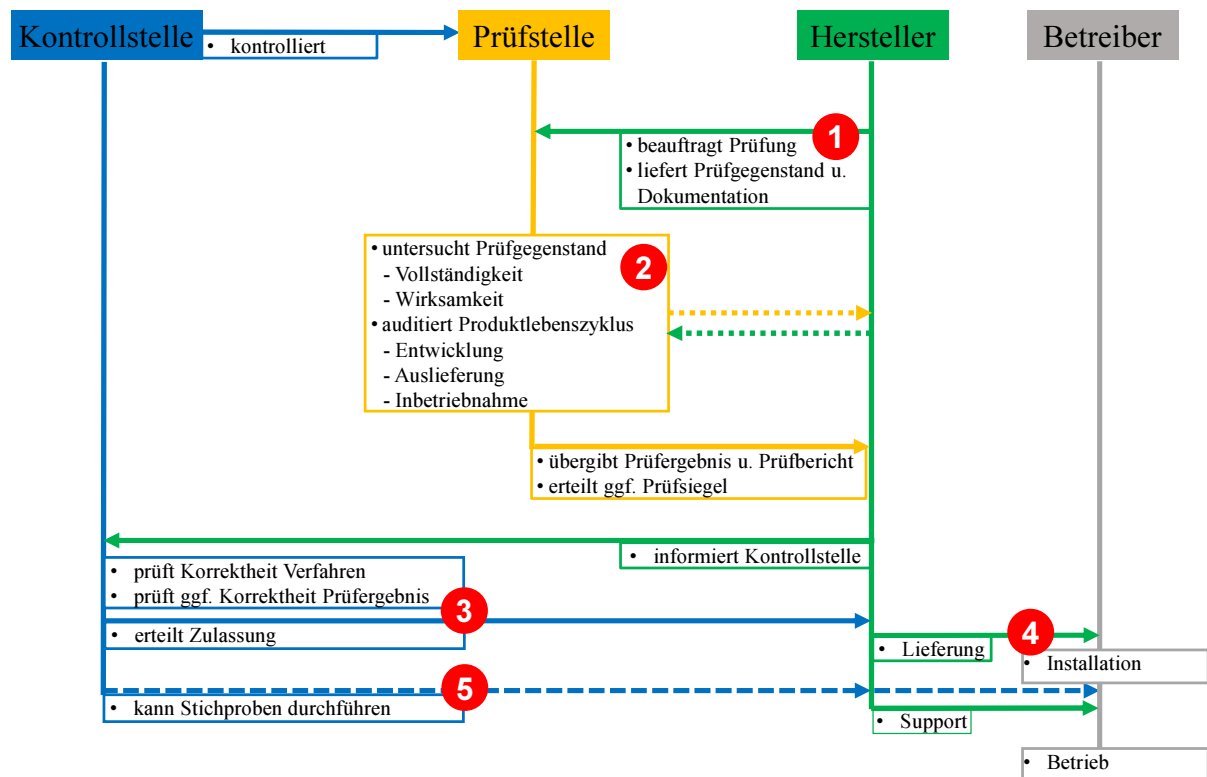 Kontrollstelle
• kontrolliert
Prüfstelle
Hersteller
Betreiber
1
• beauftragt Prüfung
• liefert Prüfgegenstand u.
Dokumentation
2
• untersucht Prüfgegenstand
- Vollständigkeit
- Wirksamkeit
• auditiert Produktlebenszyklus
- Entwicklung
- Auslieferung
- Inbetriebnahme
• übergibt Prüfergebnis u. Prüfbericht
• erteilt ggf. Prüfsiegel
• informiert Kontrollstelle
• prüft Korrektheit Verfahren
• prüft ggf. Korrektheit Prüfergebnis
3
• erteilt Zulassung
4
• Lieferung
• Installation
5
• kann Stichproben durchführen
• Support
• Betrieb